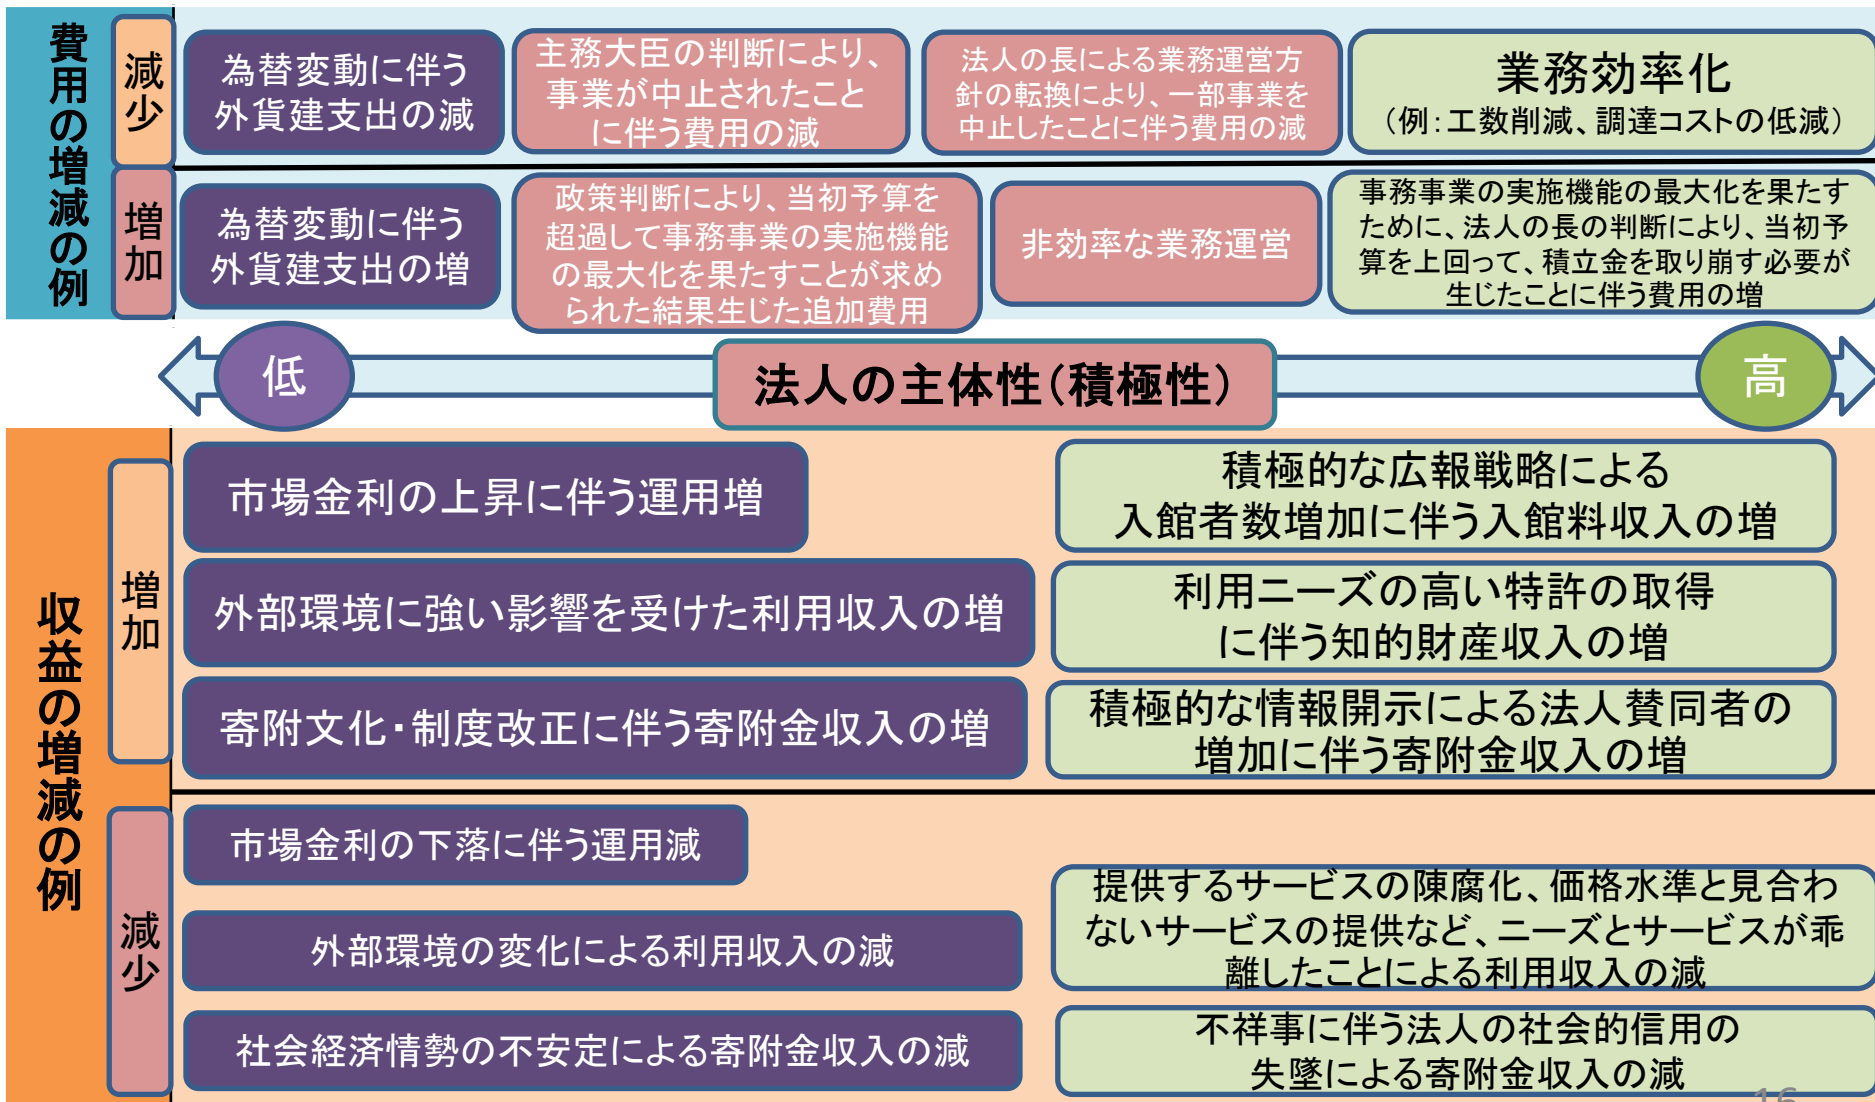 費用の増減の例
減少
為替変動に伴う
外貨建支出の減
主務大臣の判断により、
事業が中止されたこと
に伴う費用の減
法人の長による業務運営方
針の転換により、一部事業を
中止したことに伴う費用の減
業務効率化
（例：工数削減、調達コストの低減）
増加
為替変動に伴う
外貨建支出の増
政策判断により、当初予算を
超過して事務事業の実施機能
の最大化を果たすことが求め
られた結果生じた追加費用
非効率な業務運営
事務事業の実施機能の最大化を果たす
ために、法人の長の判断により、当初予
算を上回って、積立金を取り崩す必要が
生じたことに伴う費用の増
低
法人の主体性（積極性）
高
収益の増減の例
増加
市場金利の上昇に伴う運用増
積極的な広報戦略による
入館者数増加に伴う入館料収入の増
外部環境に強い影響を受けた利用収入の増
利用ニーズの高い特許の取得
に伴う知的財産収入の増
寄附文化・制度改正に伴う寄附金収入の増
積極的な情報開示による法人賛同者の
増加に伴う寄附金収入の増
減少
市場金利の下落に伴う運用減
外部環境の変化による利用収入の減
提供するサービスの陳腐化、価格水準と見合わ
ないサービスの提供など、ニーズとサービスが乖
離したことによる利用収入の減
社会経済情勢の不安定による寄附金収入の減
不祥事に伴う法人の社会的信用の
失墜による寄附金収入の減
16